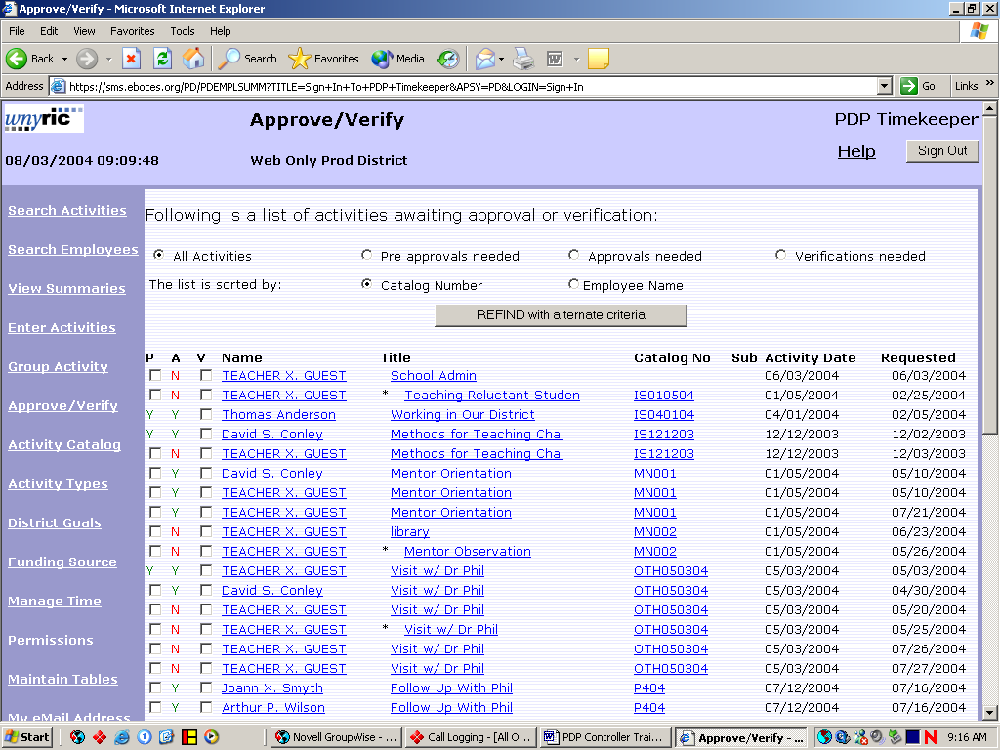 Approve/Verify - Microsoft Internet Explorer
File Edit View Favorites Tools Help
Back Search Favorites Media
Address https://sms.eboces.org/PD/PDEMPLSUMM?TITLE=Sign+In+To+PDP+Timekeeper&APSY=PD&LOGIN=Sign+In Go Links »
wnyric Approve/Verify PDP Timekeeper
Help Sign Out
08/03/2004 09:09:48 Web Only Prod District
Search Activities
Search Employees
View Summaries
Enter Activities
Group Activity
Approve/Verify
Activity Catalog
Activity Types
District Goals
Funding Source
Manage Time
Permissions
Maintain Tables
My eMail Address
Following is a list of activities awaiting approval or verification:
All Activities Pre approvals needed Approvals needed Verifications needed
The list is sorted by: Catalog Number Employee Name
REFIND with alternate criteria
P A V Name Title Catalog No Sub Activity Date Requested
N TEACHER X. GUEST School Admin 06/03/2004 06/03/2004
N TEACHER X. GUEST * Teaching Reluctant Studen IS010504 01/05/2004 02/25/2004
Y Y Thomas Anderson Working in Our District IS040104 04/01/2004 02/05/2004
Y Y David S. Conley Methods for Teaching Chal IS121203 12/12/2003 12/02/2003
N TEACHER X. GUEST Methods for Teaching Chal IS121203 12/12/2003 12/03/2003
Y David S. Conley Mentor Orientation MN001 01/05/2004 05/10/2004
Y TEACHER X. GUEST Mentor Orientation MN001 01/05/2004 05/10/2004
Y TEACHER X. GUEST Mentor Orientation MN001 01/05/2004 07/21/2004
N TEACHER X. GUEST library MN002 01/05/2004 06/23/2004
N TEACHER X. GUEST * Mentor Observation MN002 01/05/2004 05/26/2004
Y Y TEACHER X. GUEST Visit w/ Dr Phil OTH050304 05/03/2004 05/03/2004
Y David S. Conley Visit w/ Dr Phil OTH050304 05/03/2004 04/30/2004
N TEACHER X. GUEST Visit w/ Dr Phil OTH050304 05/03/2004 05/20/2004
N TEACHER X. GUEST * Visit w/ Dr Phil OTH050304 05/03/2004 05/25/2004
N TEACHER X. GUEST Visit w/ Dr Phil OTH050304 05/03/2004 07/26/2004
N TEACHER X. GUEST Visit w/ Dr Phil OTH050304 05/03/2004 07/27/2004
Y Joann X. Smyth Follow Up With Phil P404 07/12/2004 07/16/2004
Y Arthur P. Wilson Follow Up With Phil P404 07/12/2004 07/16/2004
Start Novell GroupWise - ... Call Logging - [All O... PDP Controller Trai... Approve/Verify - ... 9:16 AM